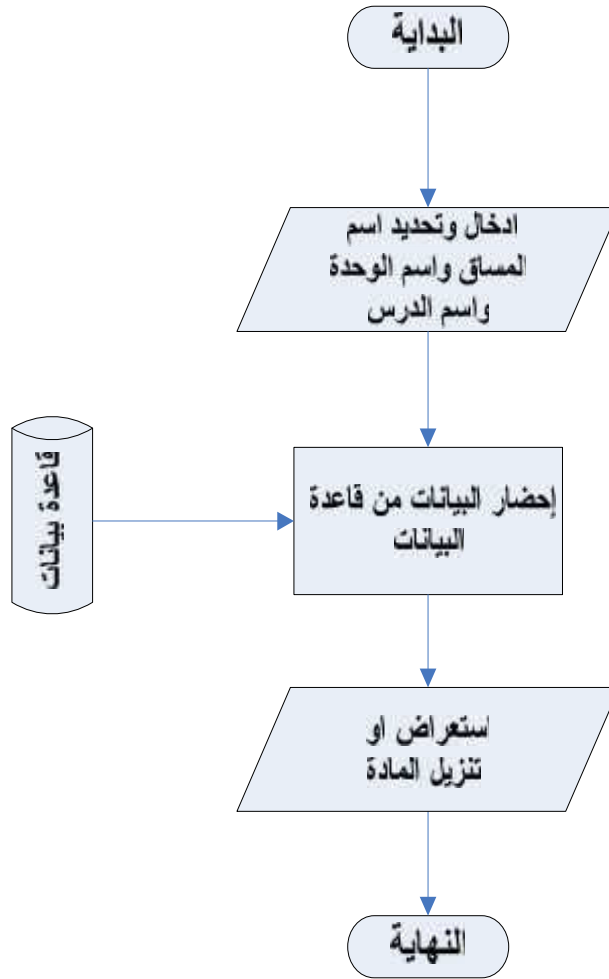 البداية
ادخال وتحديد اسم
المساق واسم الوحدة
واسم الدرس
قاعدة بيانات
إحضار البيانات من قاعدة
البيانات
استعراض او
تنزيل المادة
النهاية